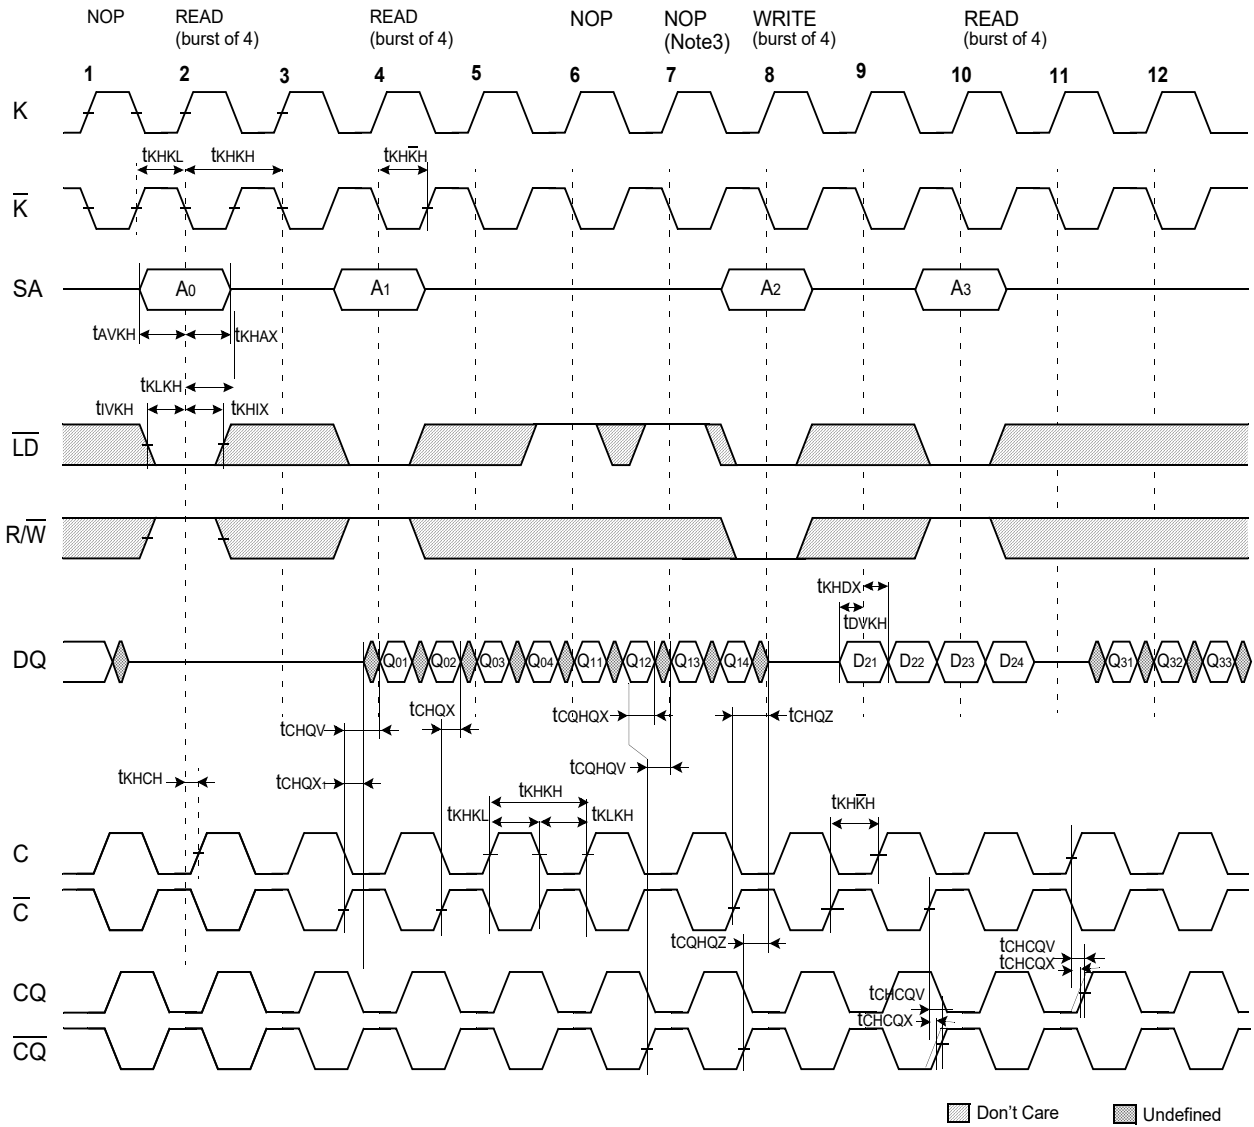 NOP READ READ NOP NOP WRITE READ
(burst of 4) (burst of 4) (Note3) (burst of 4) (burst of 4)
1 2 3 4 5 6 7 8 9 10 11 12
K
tKHKL tKHKH tKHK̅H
K̅
SA A0 A1 A2 A3
tAVKH tKHAX
tKLKH
tIVKH tKHIX
L̅D̅
R/W̅
tKHDX
tDVKH
DQ Q01 Q02 Q03 Q04 Q11 Q12 Q13 Q14 D21 D22 D23 D24 Q31 Q32 Q33
tCHQV tCHQX tCQHQX tCHQZ
tCQHQV
tKHCH tCHQX1
tKHKH tKHK̅H
tKHKL tKLKH
C
C̅
tCQHQZ tCHCQV
tCHCQX
CQ
tCHCQV
tCHCQX
C̅Q̅
Don't Care Undefined